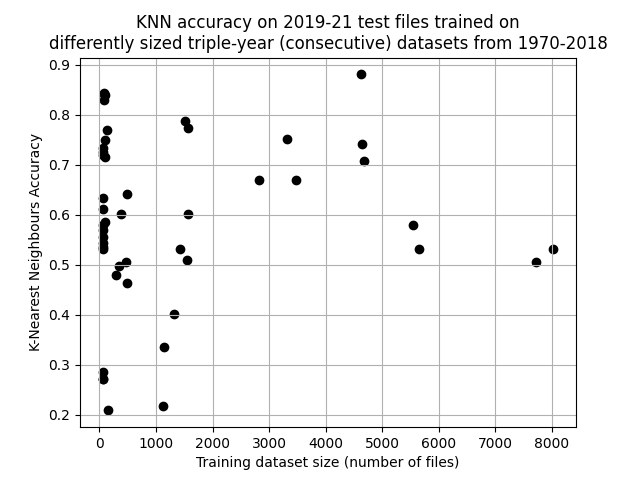 KNN accuracy on 2019-21 test files trained on
differently sized triple-year (consecutive) datasets from 1970-2018
0.9
0.8
0.7
0.6
0.5
0.4
0.3
0.2
K-Nearest Neighbours Accuracy
0 1000 2000 3000 4000 5000 6000 7000 8000
Training dataset size (number of files)